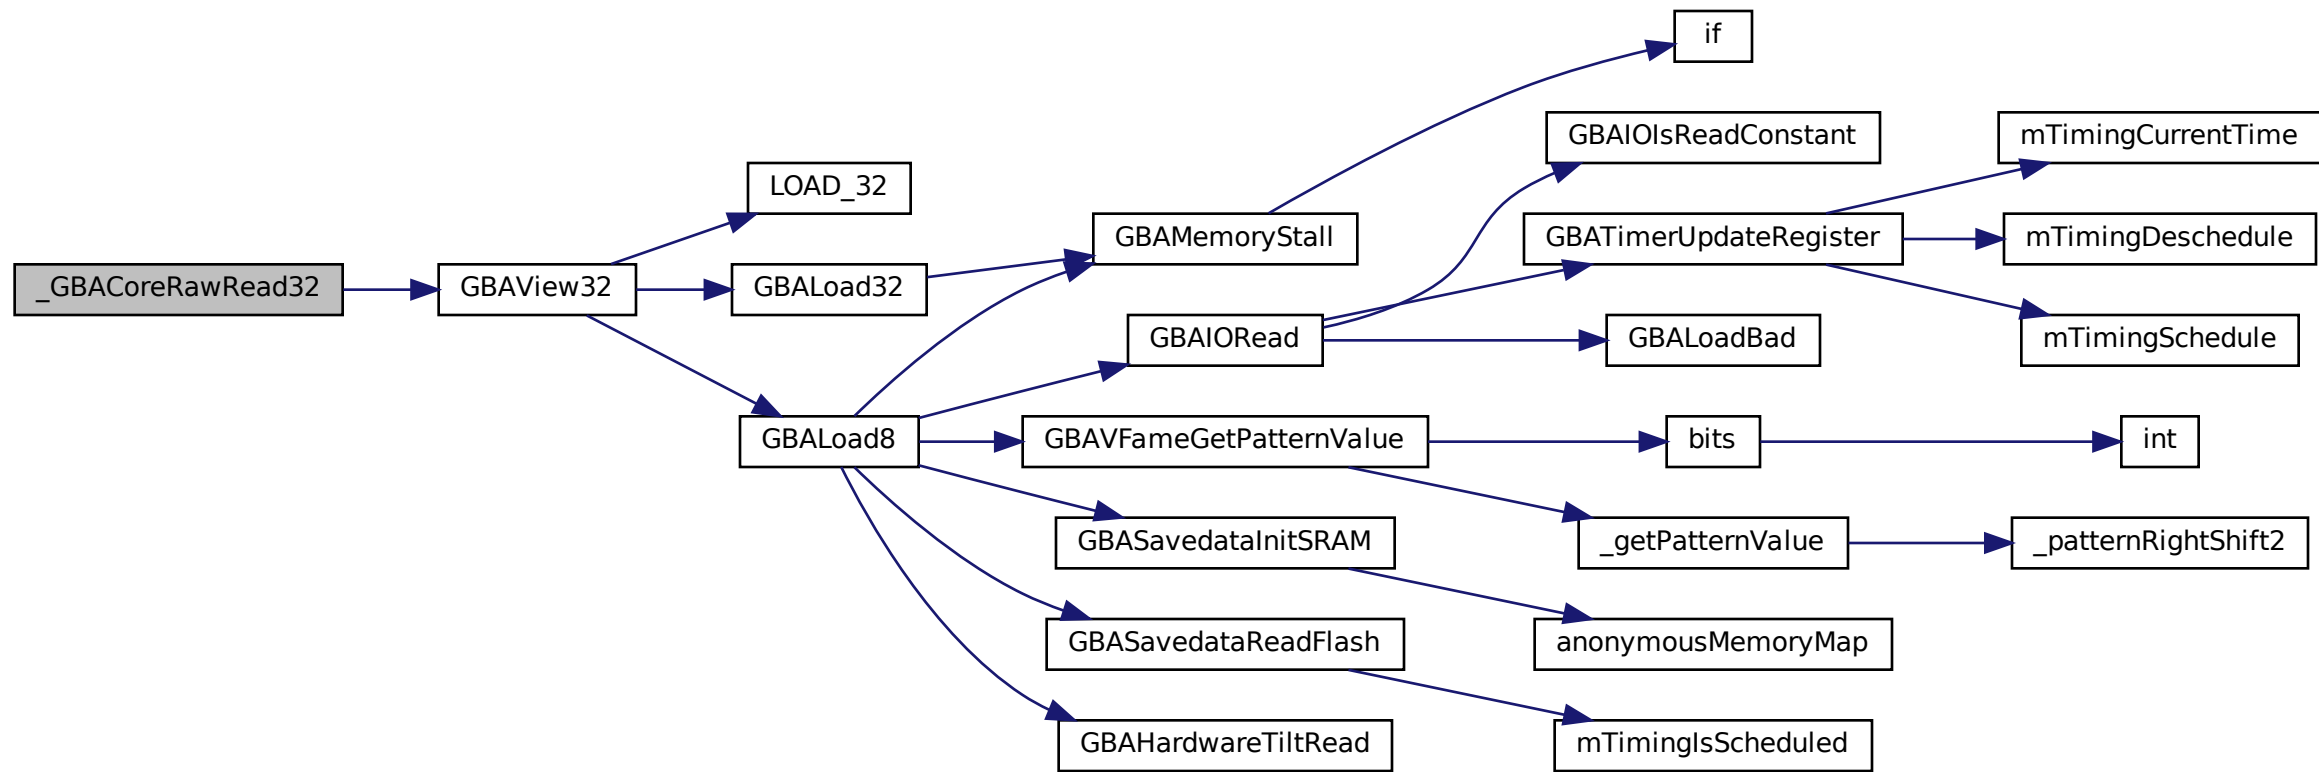 if
GBAIOIsReadConstant
mTimingCurrentTime
LOAD_32
GBAMemoryStall
GBATimerUpdateRegister
mTimingDeschedule
_GBACoreRawRead32
GBAView32
GBALoad32
GBAIORead
GBALoadBad
mTimingSchedule
GBALoad8
GBAVFameGetPatternValue
bits
int
GBASavedataInitSRAM
_getPatternValue
_patternRightShift2
GBASavedataReadFlash
anonymousMemoryMap
GBAHardwareTiltRead
mTimingIsScheduled